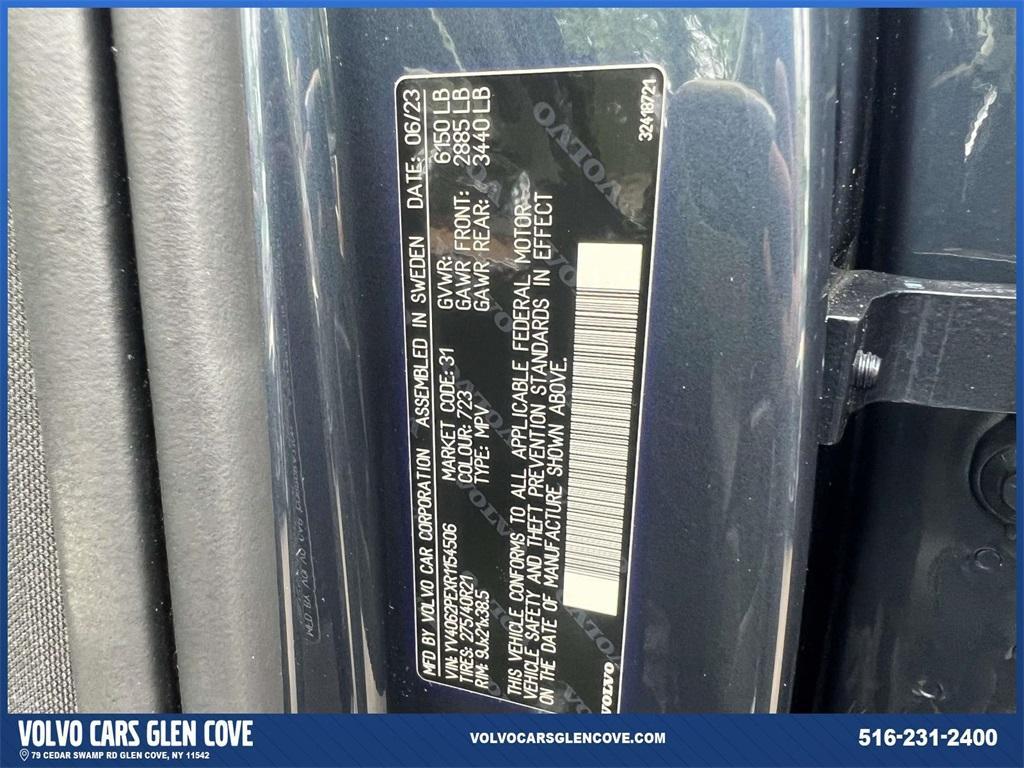 MFD BY VOLVO CAR CORPORATION ASSEMBLED IN SWEDEN DATE: 06/23
VIN: YV4062PEXR1154506 MARKET CODE: 31 GVWR: 6150 LB
TIRES: 275/40R21 COLOUR: 723 GAWR FRONT: 2885 LB
RIM: 9Jx21x38.5 TYPE: MPV GAWR REAR: 3440 LB
THIS VEHICLE CONFORMS TO ALL APPLICABLE FEDERAL MOTOR
VEHICLE SAFETY AND THEFT PREVENTION STANDARDS IN EFFECT
ON THE DATE OF MANUFACTURE SHOWN ABOVE.
VOLVO
32418721
VOLVO CARS GLEN COVE
79 CEDAR SWAMP RD GLEN COVE, NY 11542
VOLVOCARSGLENCOVE.COM
516-231-2400